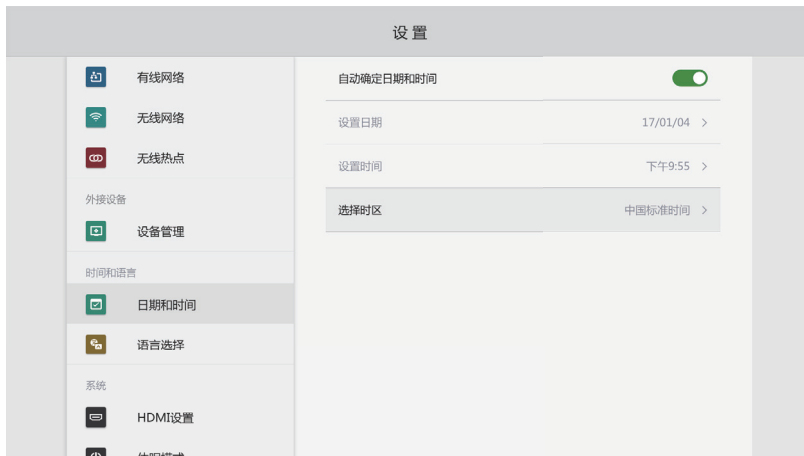 设置
有线网络
无线网络
无线热点
外接设备
设备管理
时间和语言
日期和时间
语言选择
系统
HDMI设置
自动确定日期和时间
设置日期 17/01/04
设置时间 下午9:55
选择时区 中国标准时间